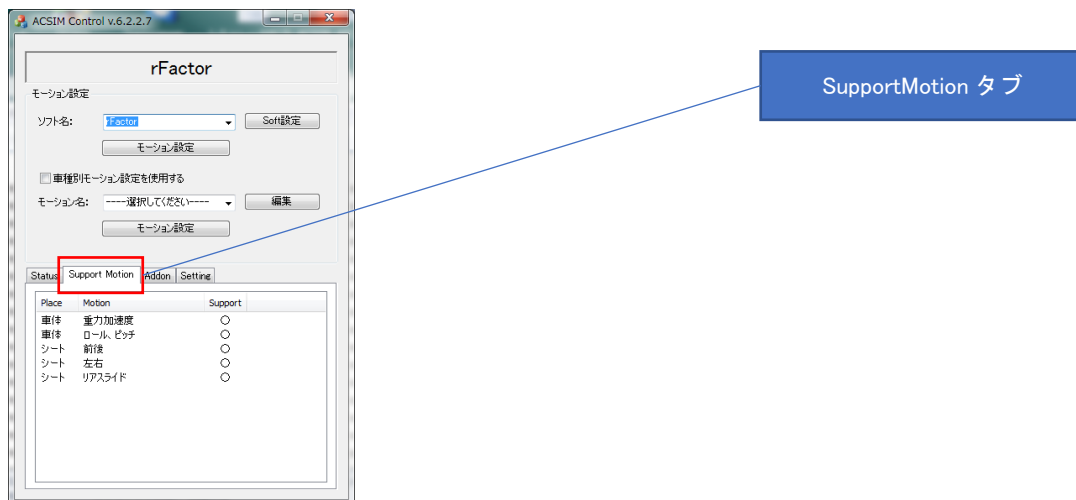 ACSIM Control v.6.2.2.7
rFactor
モーション設定
ソフト名: rFactor Soft設定
モーション設定
車種別モーション設定を使用する
モーション名: ----選択してください---- 編集
モーション設定
Status Support Motion Addon Setting
Place Motion Support
車体 重力加速度 ○
車体 ロール、ピッチ ○
シート 前後 ○
シート 左右 ○
シート リアスライド ○
SupportMotion タブ